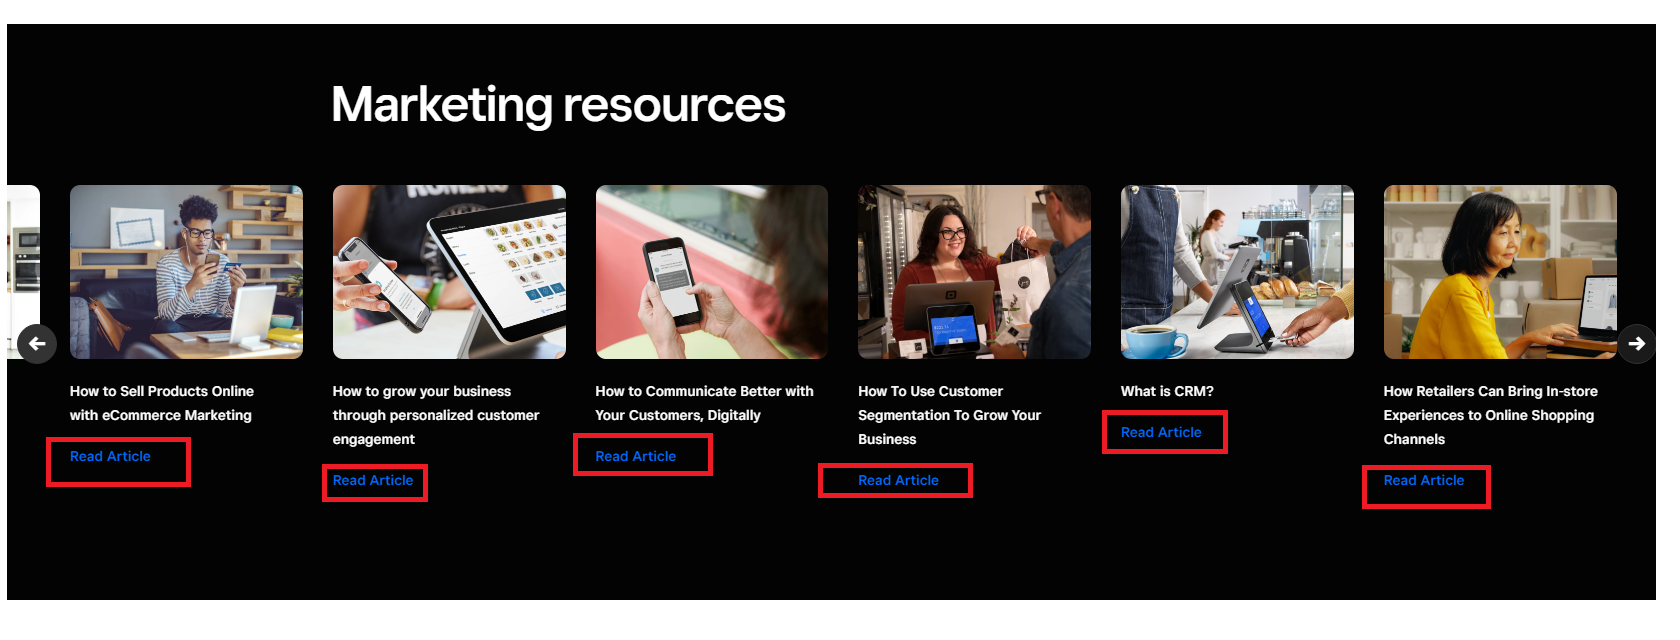 Marketing resources
How to Sell Products Online
with eCommerce Marketing
Read Article
How to grow your business
through personalized customer
engagement
Read Article
How to Communicate Better with
Your Customers, Digitally
Read Article
How To Use Customer
Segmentation To Grow Your
Business
Read Article
What is CRM?
Read Article
How Retailers Can Bring In-store
Experiences to Online Shopping
Channels
Read Article